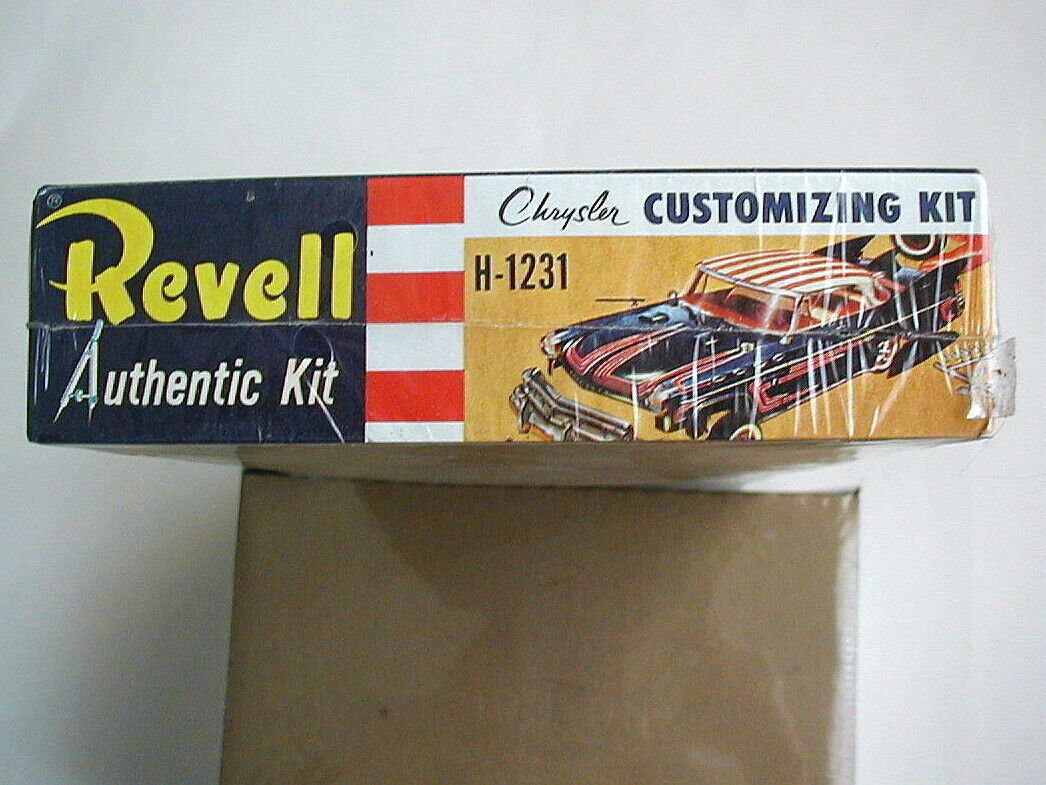 ®
Revell
Authentic Kit
Chrysler CUSTOMIZING KIT
H-1231